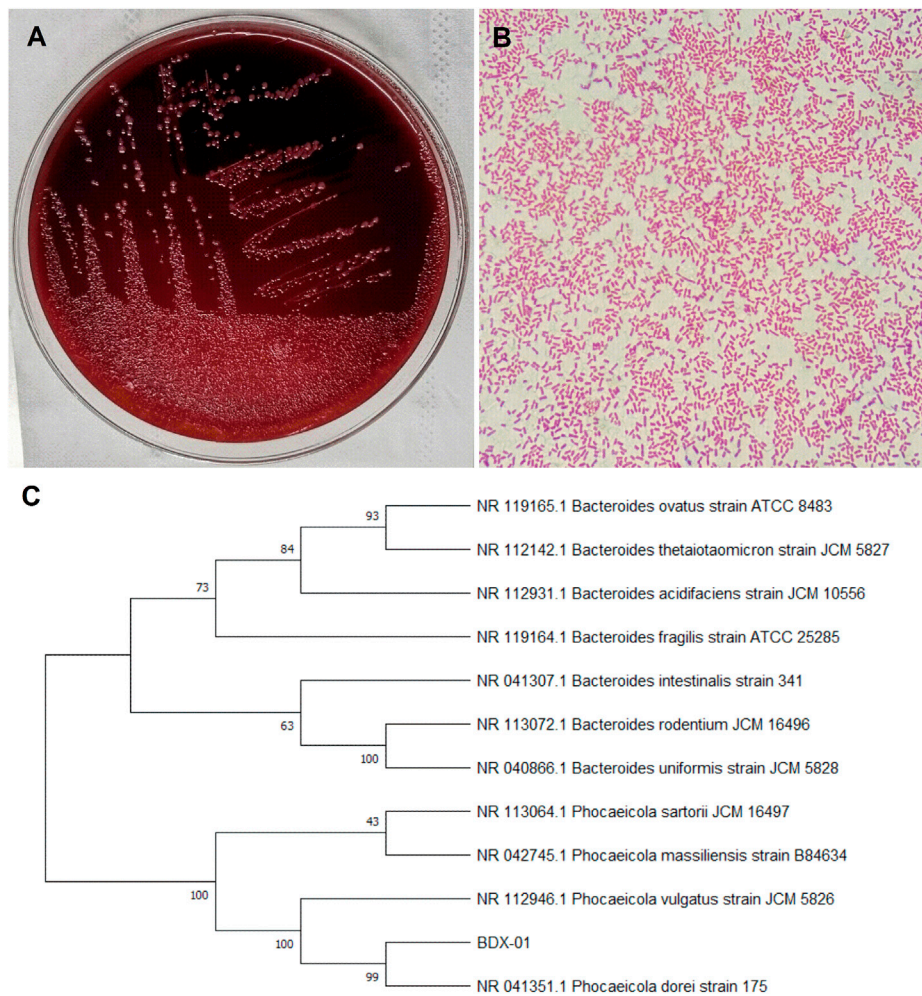 A
B
C
NR 119165.1 Bacteroides ovatus strain ATCC 8483
93
NR 112142.1 Bacteroides thetaiotaomicron strain JCM 5827
84
NR 112931.1 Bacteroides acidifaciens strain JCM 10556
73
NR 119164.1 Bacteroides fragilis strain ATCC 25285
NR 041307.1 Bacteroides intestinalis strain 341
63
NR 113072.1 Bacteroides rodentium JCM 16496
100
NR 040866.1 Bacteroides uniformis strain JCM 5828
NR 113064.1 Phocaeicola sartorii JCM 16497
43
NR 042745.1 Phocaeicola massiliensis strain B84634
100
NR 112946.1 Phocaeicola vulgatus strain JCM 5826
100
BDX-01
99
NR 041351.1 Phocaeicola dorei strain 175